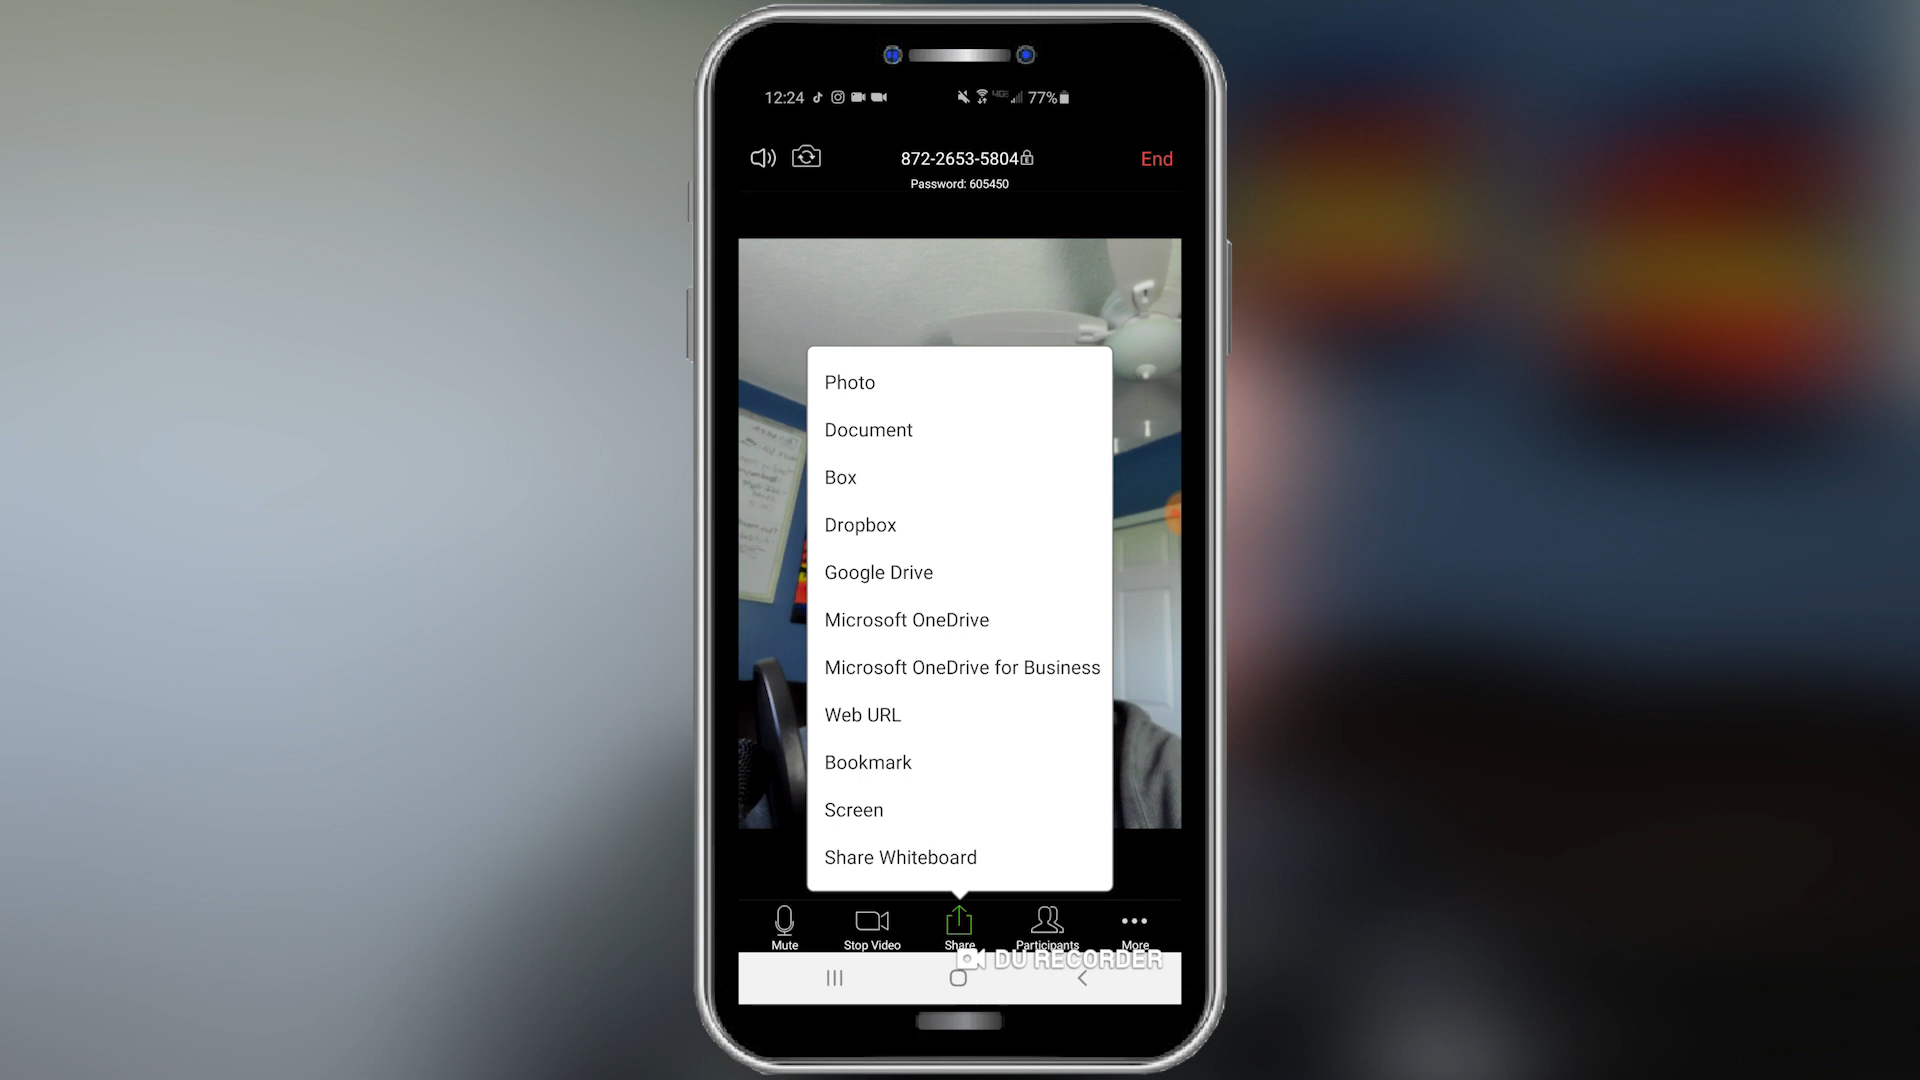 12:24 77%
872-2653-5804 End
Password: 605450
Photo
Document
Box
Dropbox
Google Drive
Microsoft OneDrive
Microsoft OneDrive for Business
Web URL
Bookmark
Screen
Share Whiteboard
Mute Stop Video Share Participants More
DU RECORDER